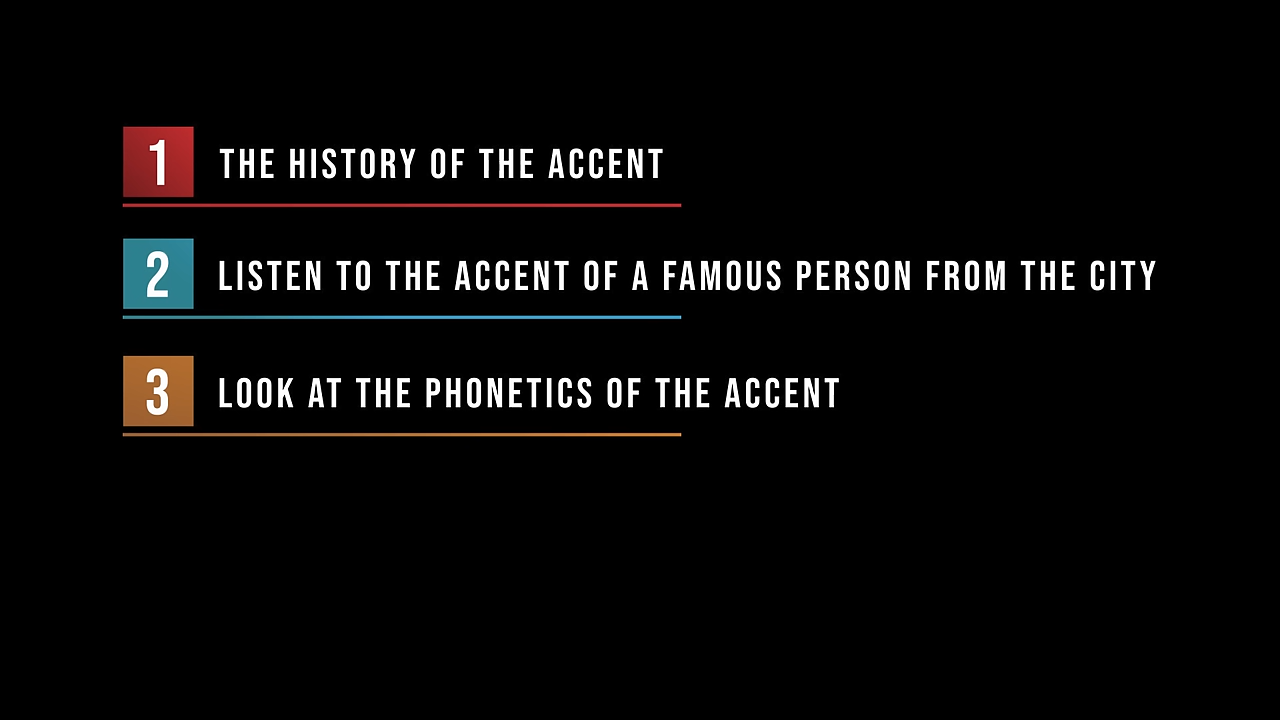 1 THE HISTORY OF THE ACCENT
2 LISTEN TO THE ACCENT OF A FAMOUS PERSON FROM THE CITY
3 LOOK AT THE PHONETICS OF THE ACCENT